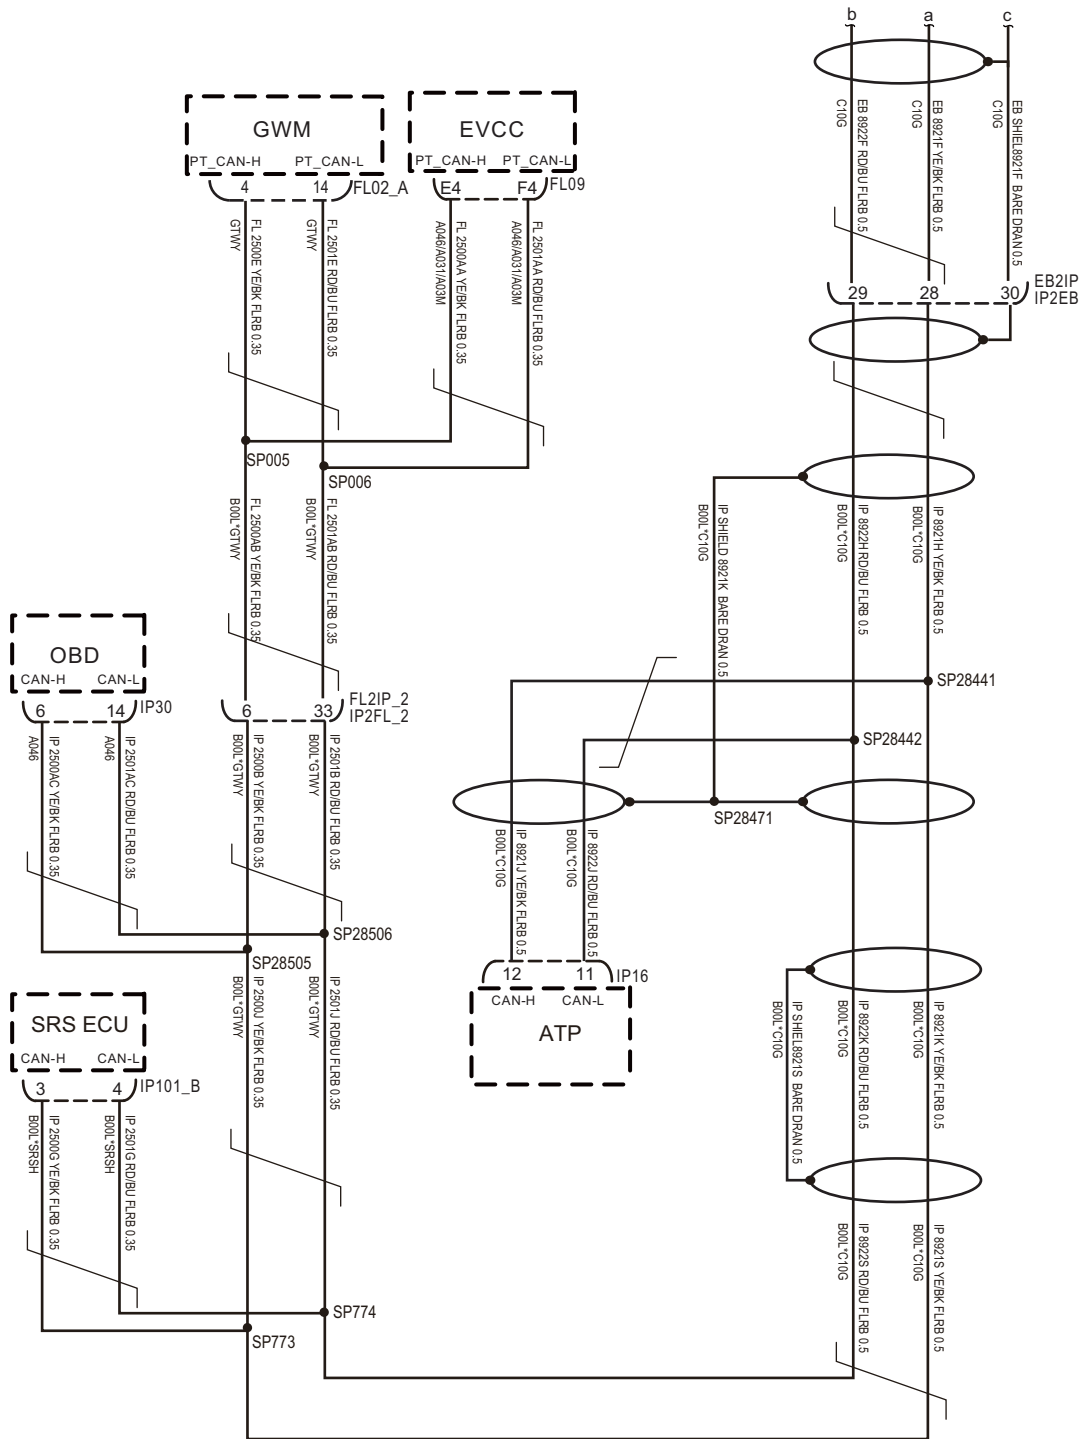 b a c
EB 8922F RD/BU FLRB 0.5
C10G
EB 8921F YE/BK FLRB 0.5
C10G
EB SHIEL8921F BARE DRAN 0.5
C10G
GWM
PT_CAN-H PT_CAN-L
4 14 FL02_A
EVCC
PT_CAN-H PT_CAN-L
E4 F4 FL09
FL 2500E YE/BK FLRB 0.35
GTWY
FL 2501E RD/BU FLRB 0.35
GTWY
FL 2500AA YE/BK FLRB 0.35
A046/A031/A03M
FL 2501AA RD/BU FLRB 0.35
A046/A031/A03M
29 28 30 EB2IP
IP2EB
SP005
SP006
FL 2500AB YE/BK FLRB 0.35
B00L*GTWY
FL 2501AB RD/BU FLRB 0.35
B00L*GTWY
IP SHIELD 8921K BARE DRAN 0.5
B00L*C10G
IP 8922H RD/BU FLRB 0.5
B00L*C10G
IP 8921H YE/BK FLRB 0.5
B00L*C10G
OBD
CAN-H CAN-L
6 14 IP30
6 33 FL2IP_2
IP2FL_2
SP28441
SP28442
SP28471
IP 2500AC YE/BK FLRB 0.35
A046
IP 2501AC RD/BU FLRB 0.35
A046
IP 2500B YE/BK FLRB 0.35
B00L*GTWY
IP 2501B RD/BU FLRB 0.35
B00L*GTWY
IP 8921J YE/BK FLRB 0.5
B00L*C10G
IP 8922J RD/BU FLRB 0.5
B00L*C10G
SP28506
SP28505
12 11 IP16
CAN-H CAN-L
ATP
SRS ECU
CAN-H CAN-L
3 4 IP101_B
IP 2500J YE/BK FLRB 0.35
B00L*GTWY
IP 2501J RD/BU FLRB 0.35
B00L*GTWY
IP SHIEL8921S BARE DRAN 0.5
B00L*C10G
IP 8922K RD/BU FLRB 0.5
B00L*C10G
IP 8921K YE/BK FLRB 0.5
B00L*C10G
IP 2500G YE/BK FLRB 0.35
B00L*SRSH
IP 2501G RD/BU FLRB 0.35
B00L*SRSH
IP 8922S RD/BU FLRB 0.5
B00L*C10G
IP 8921S YE/BK FLRB 0.5
B00L*C10G
SP774
SP773